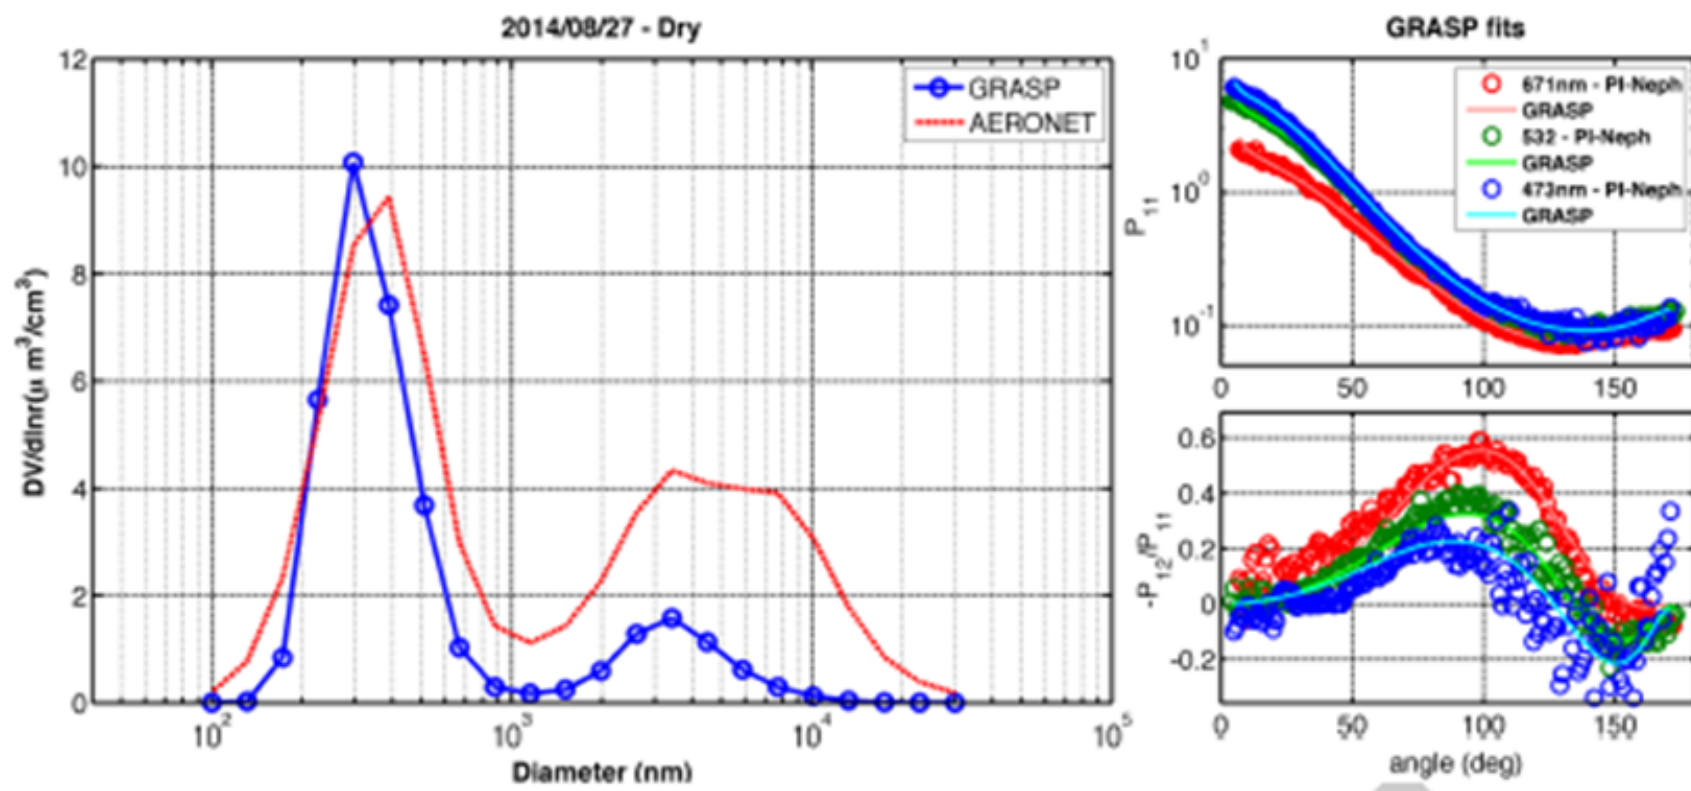 2014/08/27 - Dry
DV/dlnr(μ m³/cm³)
12
10
8
6
4
2
0
GRASP
AERONET
10² 10³ 10⁴ 10⁵
Diameter (nm)
GRASP fits
P₁₁
10¹
10⁰
10⁻¹
671nm - PI-Neph
GRASP
532 - PI-Neph
GRASP
473nm - PI-Neph
GRASP
0 50 100 150
-P₁₂/P₁₁
0.6
0.4
0.2
0
-0.2
0 50 100 150
angle (deg)